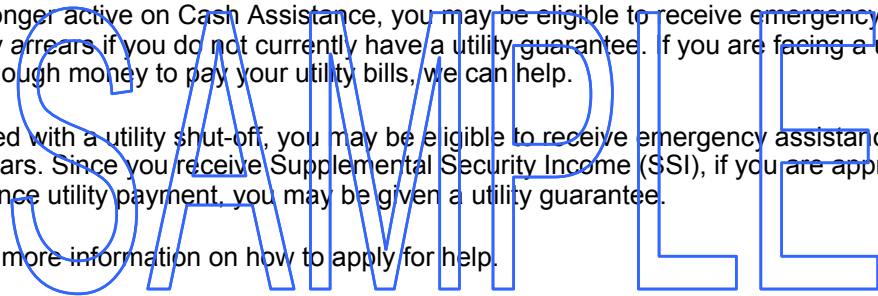 onger active on Cash Assistance, you may be eligible to receive emergency
y arrears if you do not currently have a utility guarantee. If you are facing a u
ough money to pay your utility bills, we can help.
ed with a utility shut-off, you may be eligible to receive emergency assistanc
ars. Since you receive Supplemental Security Income (SSI), if you are appr
nce utility payment, you may be given a utility guarantee.
more information on how to apply for help.
SAMPLE